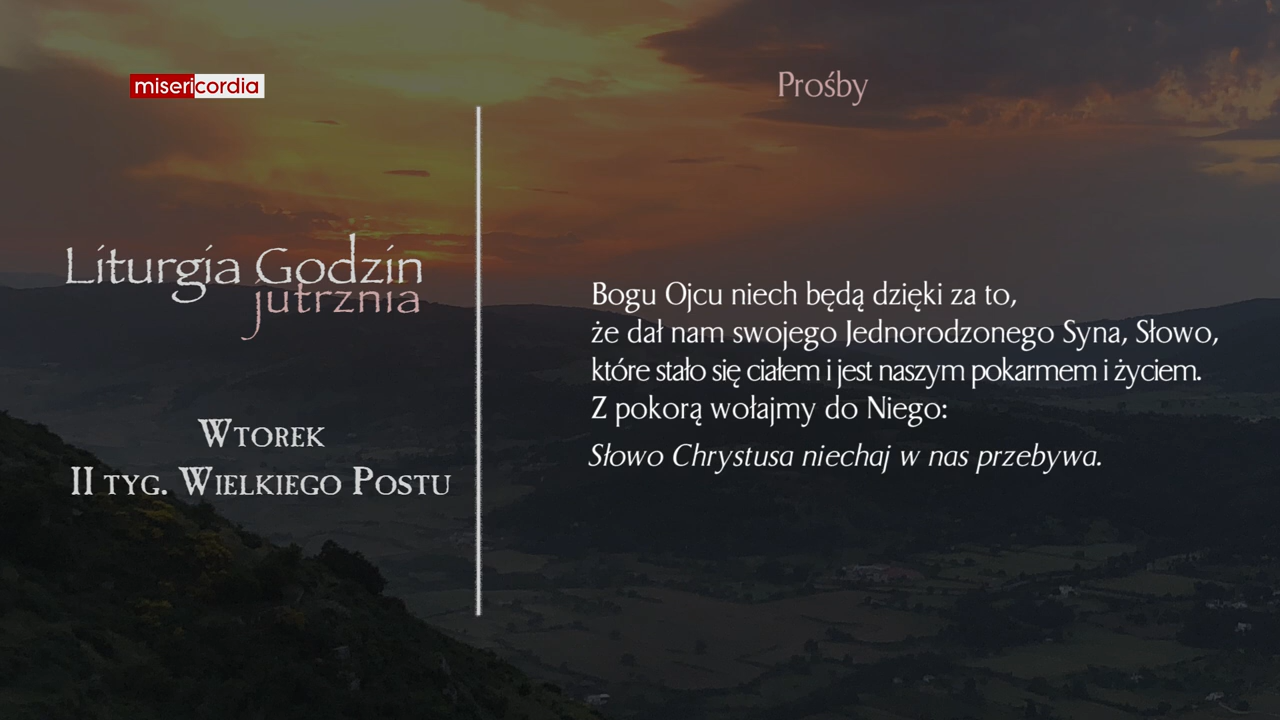 misericordia
Liturgia Godzin
jutrznia
Wtorek
II tyg. Wielkiego Postu
Prośby
Bogu Ojcu niech będą dzięki za to,
że dał nam swojego Jednorodzonego Syna, Słowo,
które stało się ciałem i jest naszym pokarmem i życiem.
Z pokorą wołajmy do Niego:
Słowo Chrystusa niechaj w nas przebywa.